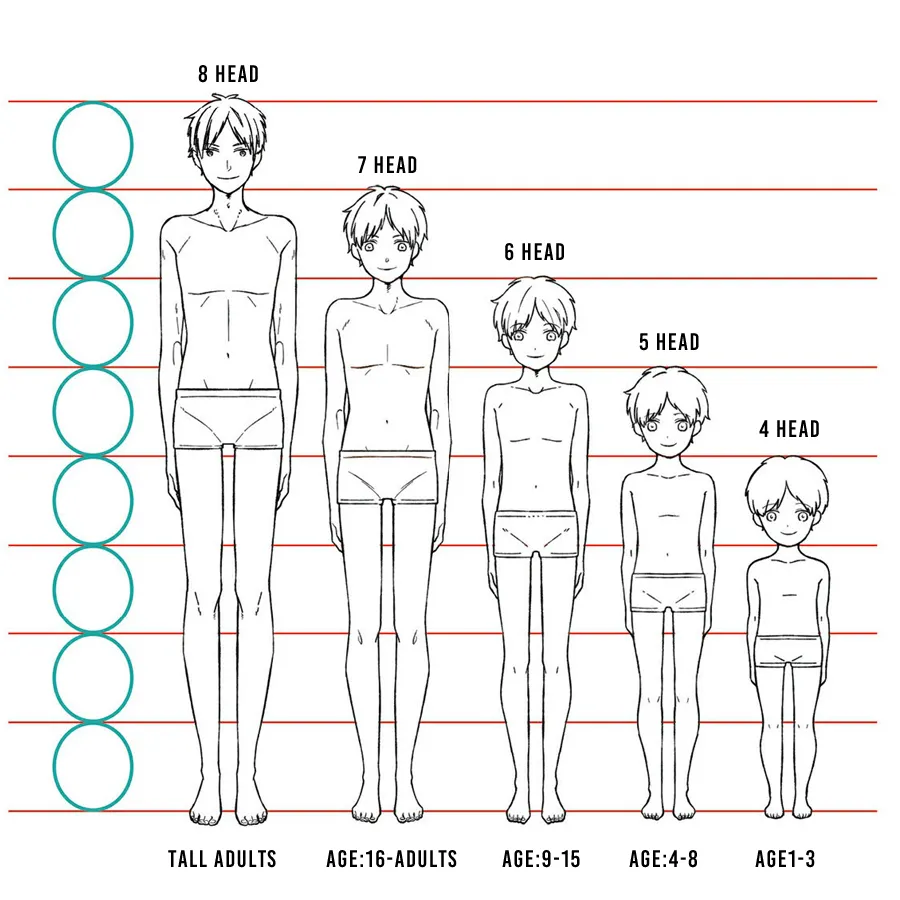 8 HEAD
7 HEAD
6 HEAD
5 HEAD
4 HEAD
TALL ADULTS
AGE:16-ADULTS
AGE:9-15
AGE:4-8
AGE1-3